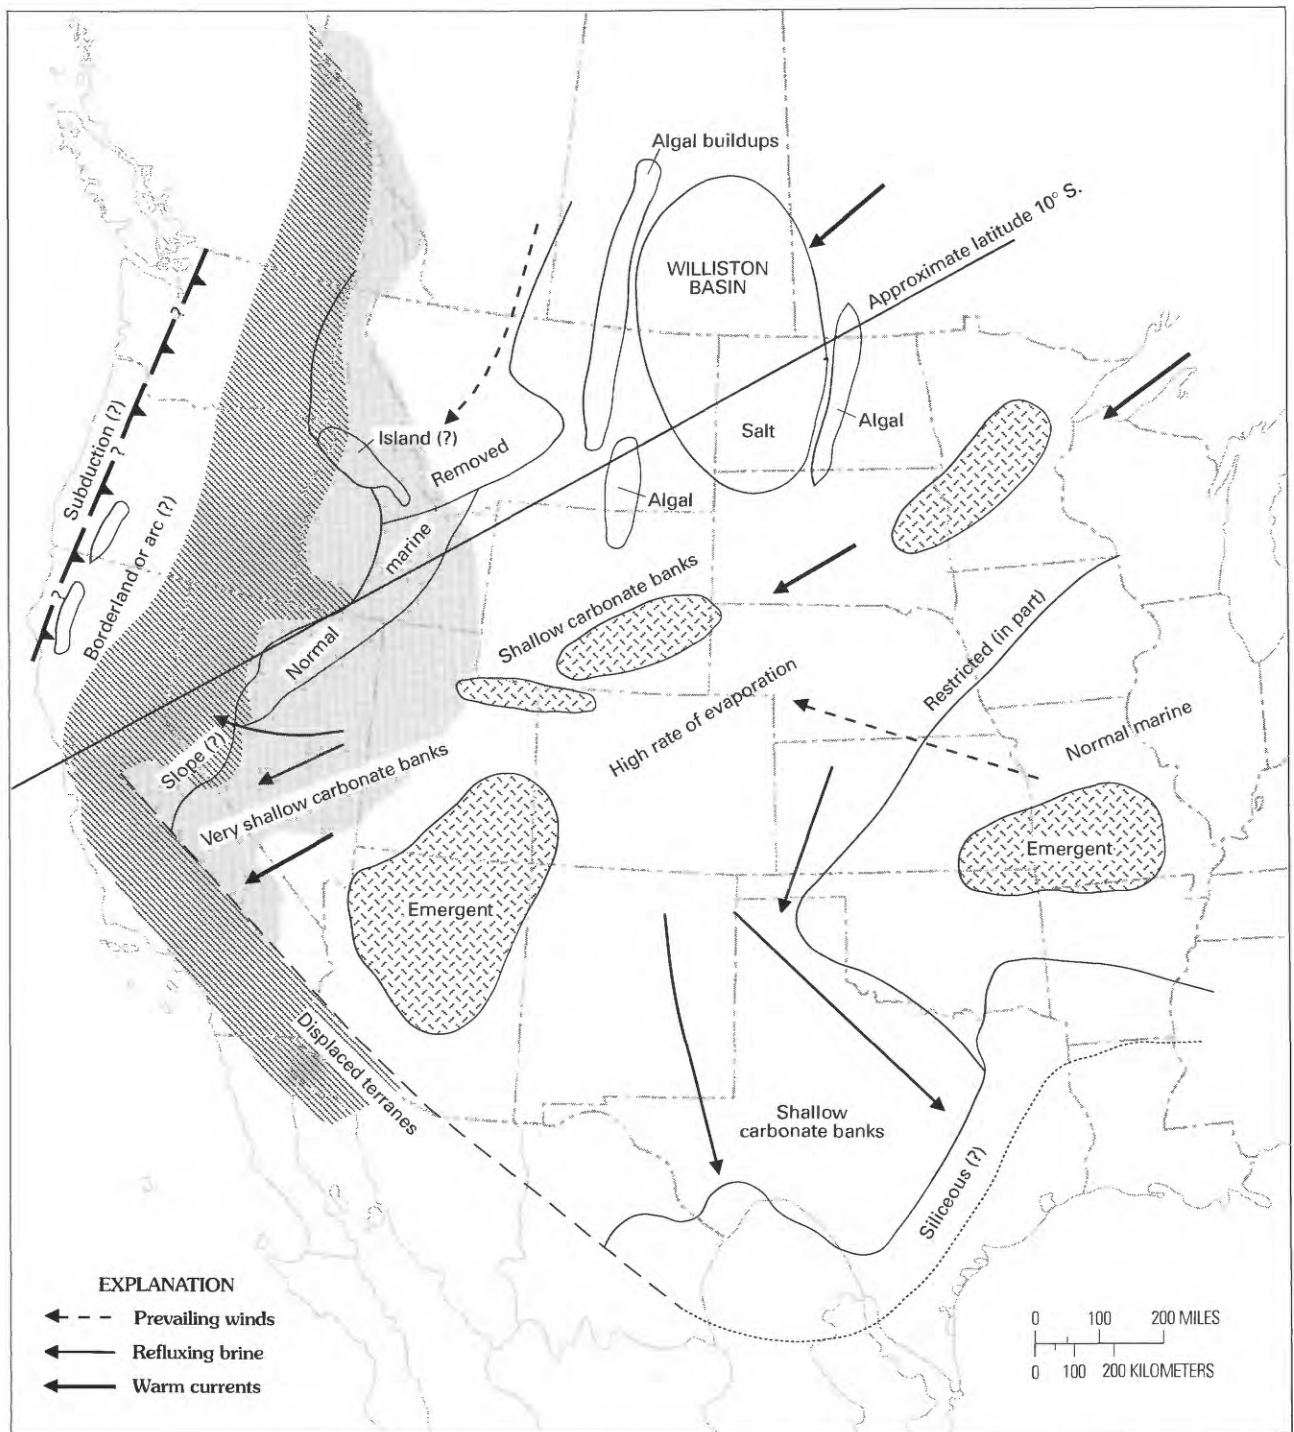 Algal buildups
Approximate latitude 10° S.
WILLISTON
BASIN
?
Subduction (?)
?
?
Borderland or arc (?)
Island (?)
Removed
Salt
Algal
Algal
marine
Normal
Shallow carbonate banks
Restricted (in part)
High rate of evaporation
Normal marine
Slope (?)
Very shallow carbonate banks
Emergent
Emergent
Displaced terranes
Shallow
carbonate banks
Siliceous (?)
EXPLANATION
Prevailing winds
Refluxing brine
Warm currents
0 100 200 MILES
0 100 200 KILOMETERS